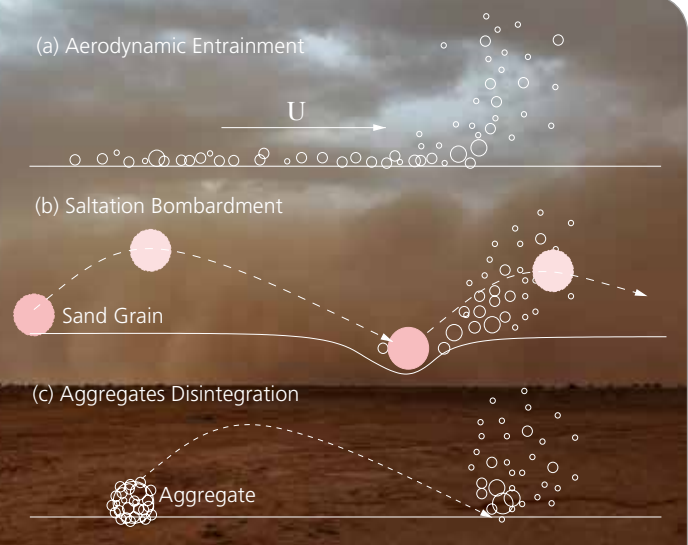 (a) Aerodynamic Entrainment
U
(b) Saltation Bombardment
Sand Grain
(c) Aggregates Disintegration
Aggregate